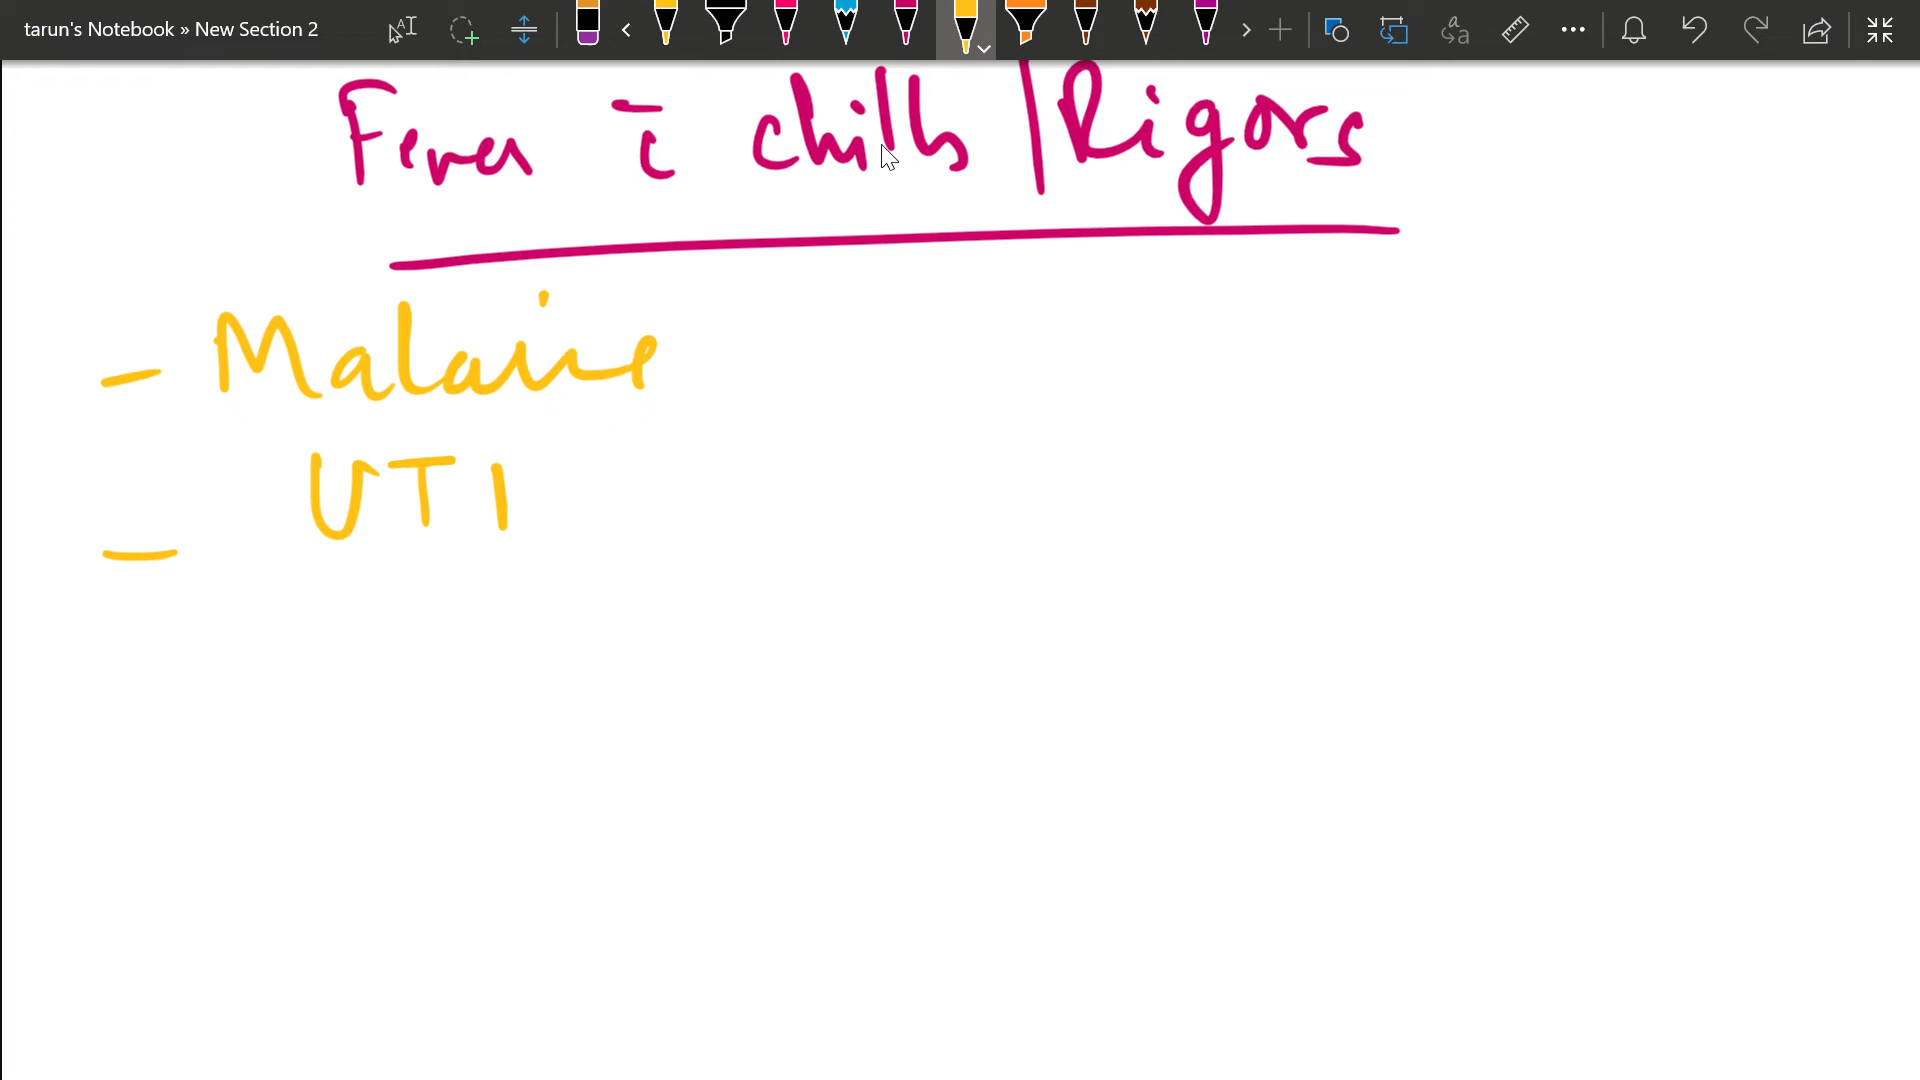 tarun's Notebook » New Section 2
Fever c̄ chills / Rigors
- Malaria
- UTI